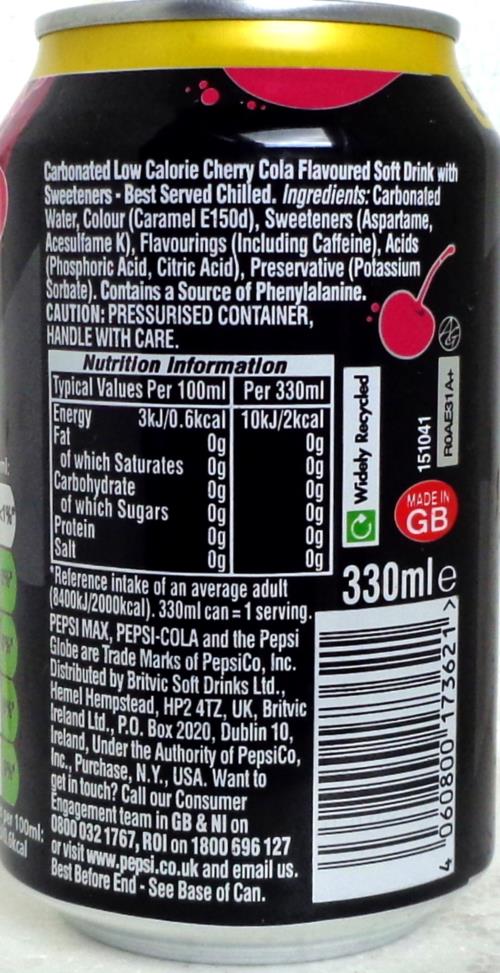 Carbonated Low Calorie Cherry Cola Flavoured Soft Drink with
Sweeteners - Best Served Chilled. Ingredients: Carbonated
Water, Colour (Caramel E150d), Sweeteners (Aspartame,
Acesulfame K), Flavourings (Including Caffeine), Acids
(Phosphoric Acid, Citric Acid), Preservative (Potassium
Sorbate). Contains a Source of Phenylalanine.
CAUTION: PRESSURISED CONTAINER,
HANDLE WITH CARE.
Nutrition Information
Typical Values Per 100ml Per 330ml
Energy 3kJ/0.6kcal 10kJ/2kcal
Fat 0g 0g
of which Saturates 0g 0g
Carbohydrate 0g 0g
of which Sugars 0g 0g
Protein 0g 0g
Salt 0g 0g
*Reference intake of an average adult
(8400kJ/2000kcal). 330ml can = 1 serving.
PEPSI MAX, PEPSI-COLA and the Pepsi
Globe are Trade Marks of PepsiCo, Inc.
Distributed by Britvic Soft Drinks Ltd.,
Hemel Hempstead, HP2 4TZ, UK, Britvic
Ireland Ltd., P.O. Box 2020, Dublin 10,
Ireland, Under the Authority of PepsiCo,
Inc., Purchase, N.Y., USA. Want to
get in touch? Call our Consumer
Engagement team in GB & NI on
0800 032 1767, ROI on 1800 696 127
or visit www.pepsi.co.uk and email us.
Best Before End - See Base of Can.
Widely Recycled
151041
R0AE31A+
MADE IN
GB
330ml e
4 060800 173621 >
per 100ml: